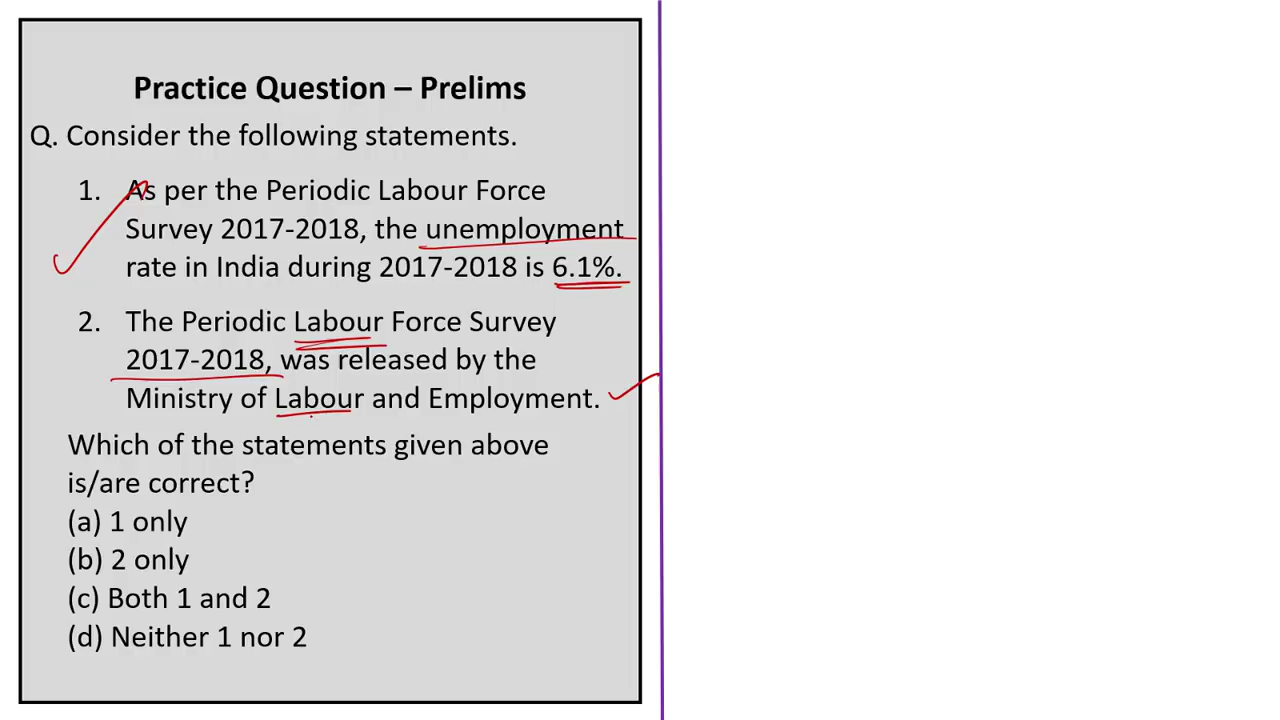 Practice Question – Prelims
Q. Consider the following statements.
1. As per the Periodic Labour Force
Survey 2017-2018, the unemployment
rate in India during 2017-2018 is 6.1%.
2. The Periodic Labour Force Survey
2017-2018, was released by the
Ministry of Labour and Employment.
Which of the statements given above
is/are correct?
(a) 1 only
(b) 2 only
(c) Both 1 and 2
(d) Neither 1 nor 2